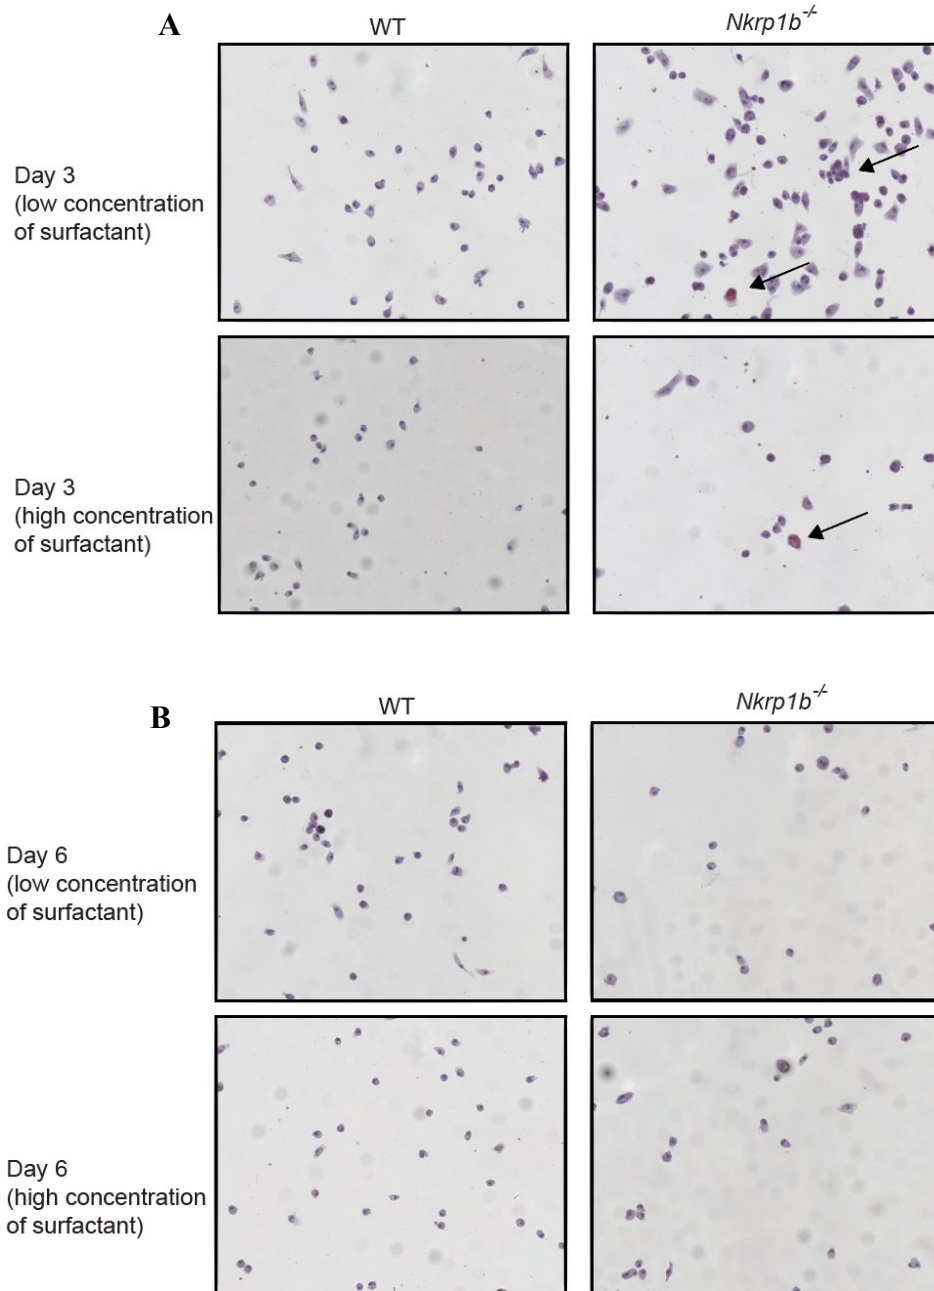 A
WT
Nkrp1b-/-
Day 3
(low concentration
of surfactant)
Day 3
(high concentration
of surfactant)
B
WT
Nkrp1b-/-
Day 6
(low concentration
of surfactant)
Day 6
(high concentration
of surfactant)